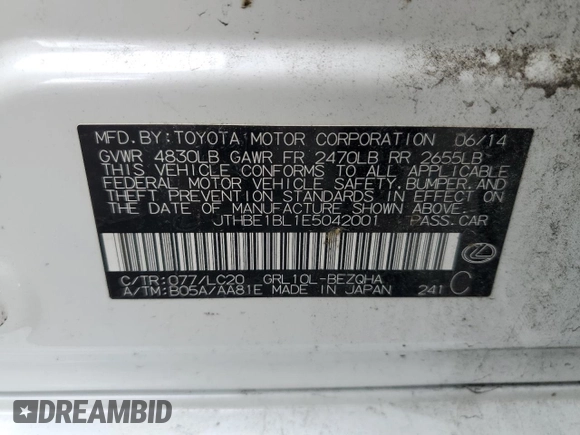 MFD. BY: TOYOTA MOTOR CORPORATION 06/14
GVWR 4830LB GAWR FR 2470LB RR 2655LB
THIS VEHICLE CONFORMS TO ALL APPLICABLE
FEDERAL MOTOR VEHICLE SAFETY, BUMPER, AND
THEFT PREVENTION STANDARDS IN EFFECT ON
THE DATE OF MANUFACTURE SHOWN ABOVE.
JTHBE1BL1E5042001 PASS. CAR
C/TR: 077/LC20 GRL10L-BEZQHA
A/TM: B05A/AA81E MADE IN JAPAN 241 C
DREAMBID